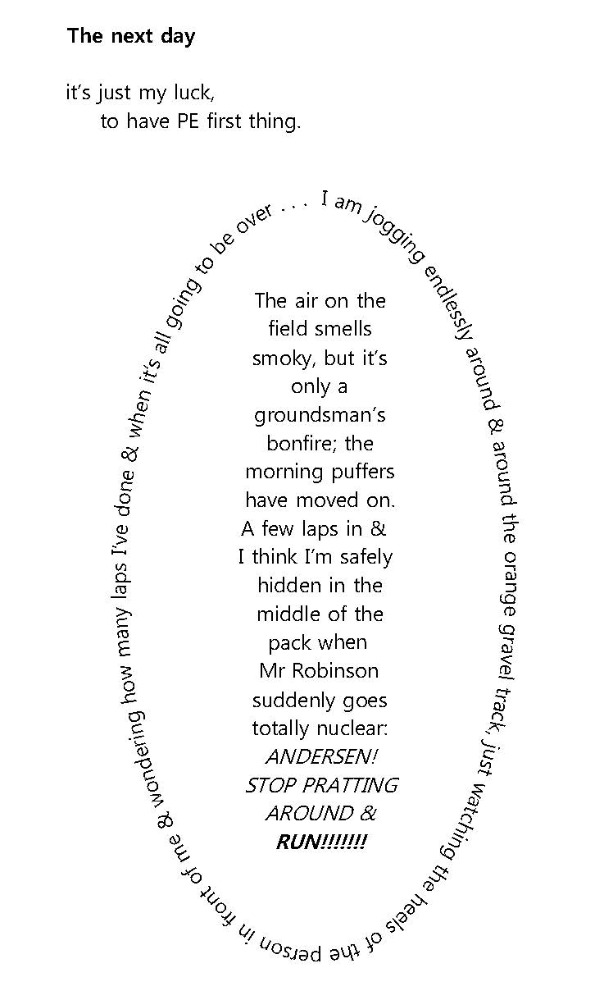 The next day
it’s just my luck,
to have PE first thing.
I am jogging endlessly around & around the orange gravel track, just watching the heels of the person in front of me & wondering how many laps I’ve done & when it’s all going to be over . . .
The air on the
field smells
smoky, but it’s
only a
groundsman’s
bonfire; the
morning puffers
have moved on.
A few laps in &
I think I’m safely
hidden in the
middle of the
pack when
Mr Robinson
suddenly goes
totally nuclear:
ANDERSEN!
STOP PRATTING
AROUND &
RUN!!!!!!!